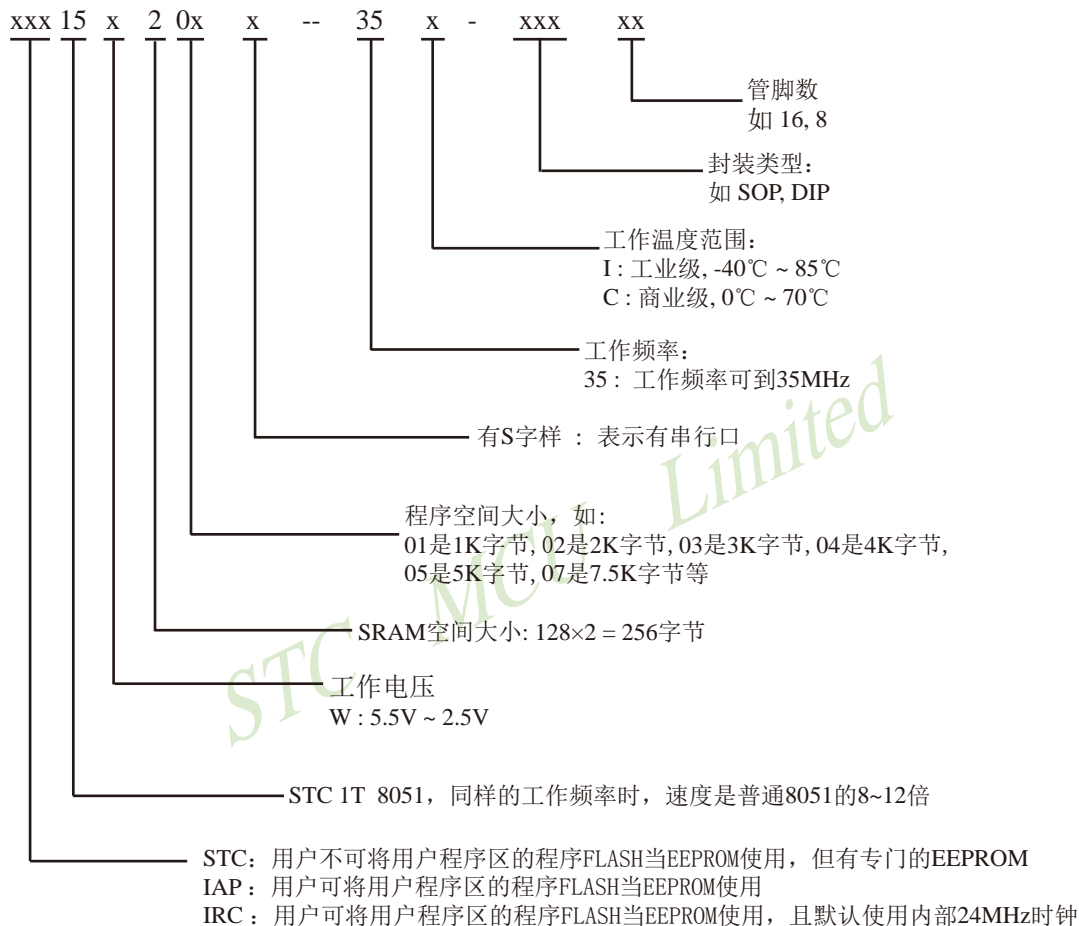 xxx 15 x 2 0x x -- 35 x - xxx xx
管脚数
如 16, 8
封装类型：
如 SOP, DIP
工作温度范围：
I : 工业级, -40℃ ~ 85℃
C : 商业级, 0℃ ~ 70℃
工作频率：
35 : 工作频率可到35MHz
有S字样 : 表示有串行口
程序空间大小，如:
01是1K字节, 02是2K字节, 03是3K字节, 04是4K字节,
05是5K字节, 07是7.5K字节等
SRAM空间大小: 128×2 = 256字节
工作电压
W : 5.5V ~ 2.5V
STC 1T 8051，同样的工作频率时，速度是普通8051的8~12倍
STC：用户不可将用户程序区的程序FLASH当EEPROM使用，但有专门的EEPROM
IAP：用户可将用户程序区的程序FLASH当EEPROM使用
IRC：用户可将用户程序区的程序FLASH当EEPROM使用，且默认使用内部24MHz时钟
STC MCU Limited